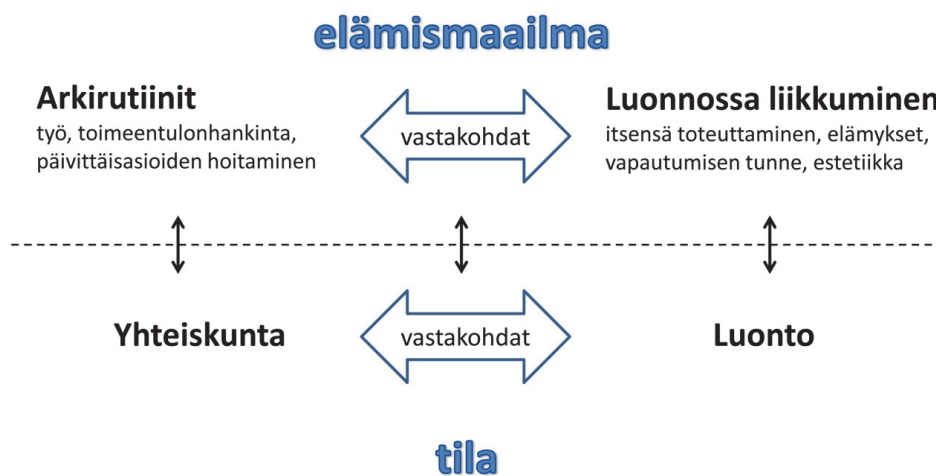 elämismaailma
Arkirutiinit
työ, toimeentulonhankinta,
päivittäisasioiden hoitaminen
vastakohdat
Luonnossa liikkuminen
itsensä toteuttaminen, elämykset,
vapautumisen tunne, estetiikka
Yhteiskunta
vastakohdat
Luonto
tila